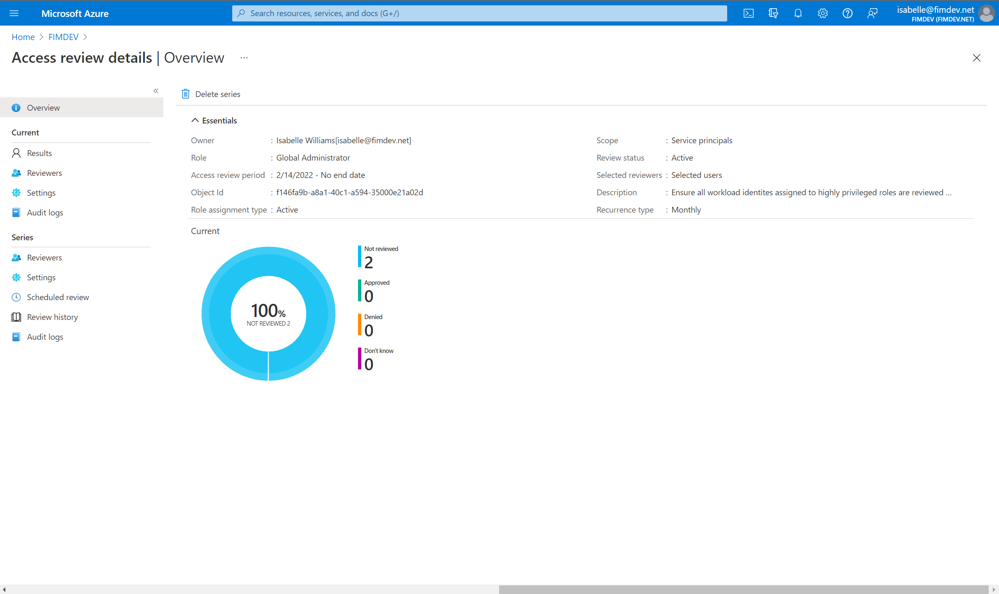 Microsoft Azure
Search resources, services, and docs (G+/)
isabelle@fimdev.net
FIMDEV (FIMDEV.NET)
Home > FIMDEV >
Access review details | Overview ...
Delete series
Overview
Current
Results
Reviewers
Settings
Audit logs
Series
Reviewers
Settings
Scheduled review
Review history
Audit logs
Essentials
Owner : Isabelle Williams[isabelle@fimdev.net]
Role : Global Administrator
Access review period : 2/14/2022 - No end date
Object Id : f146fa9b-a8a1-40c1-a594-35000e21a02d
Role assignment type : Active
Scope : Service principals
Review status : Active
Selected reviewers : Selected users
Description : Ensure all workload identites assigned to highly privileged roles are reviewed ...
Recurrence type : Monthly
Current
100%
NOT REVIEWED 2
Not reviewed
2
Approved
0
Denied
0
Don't know
0